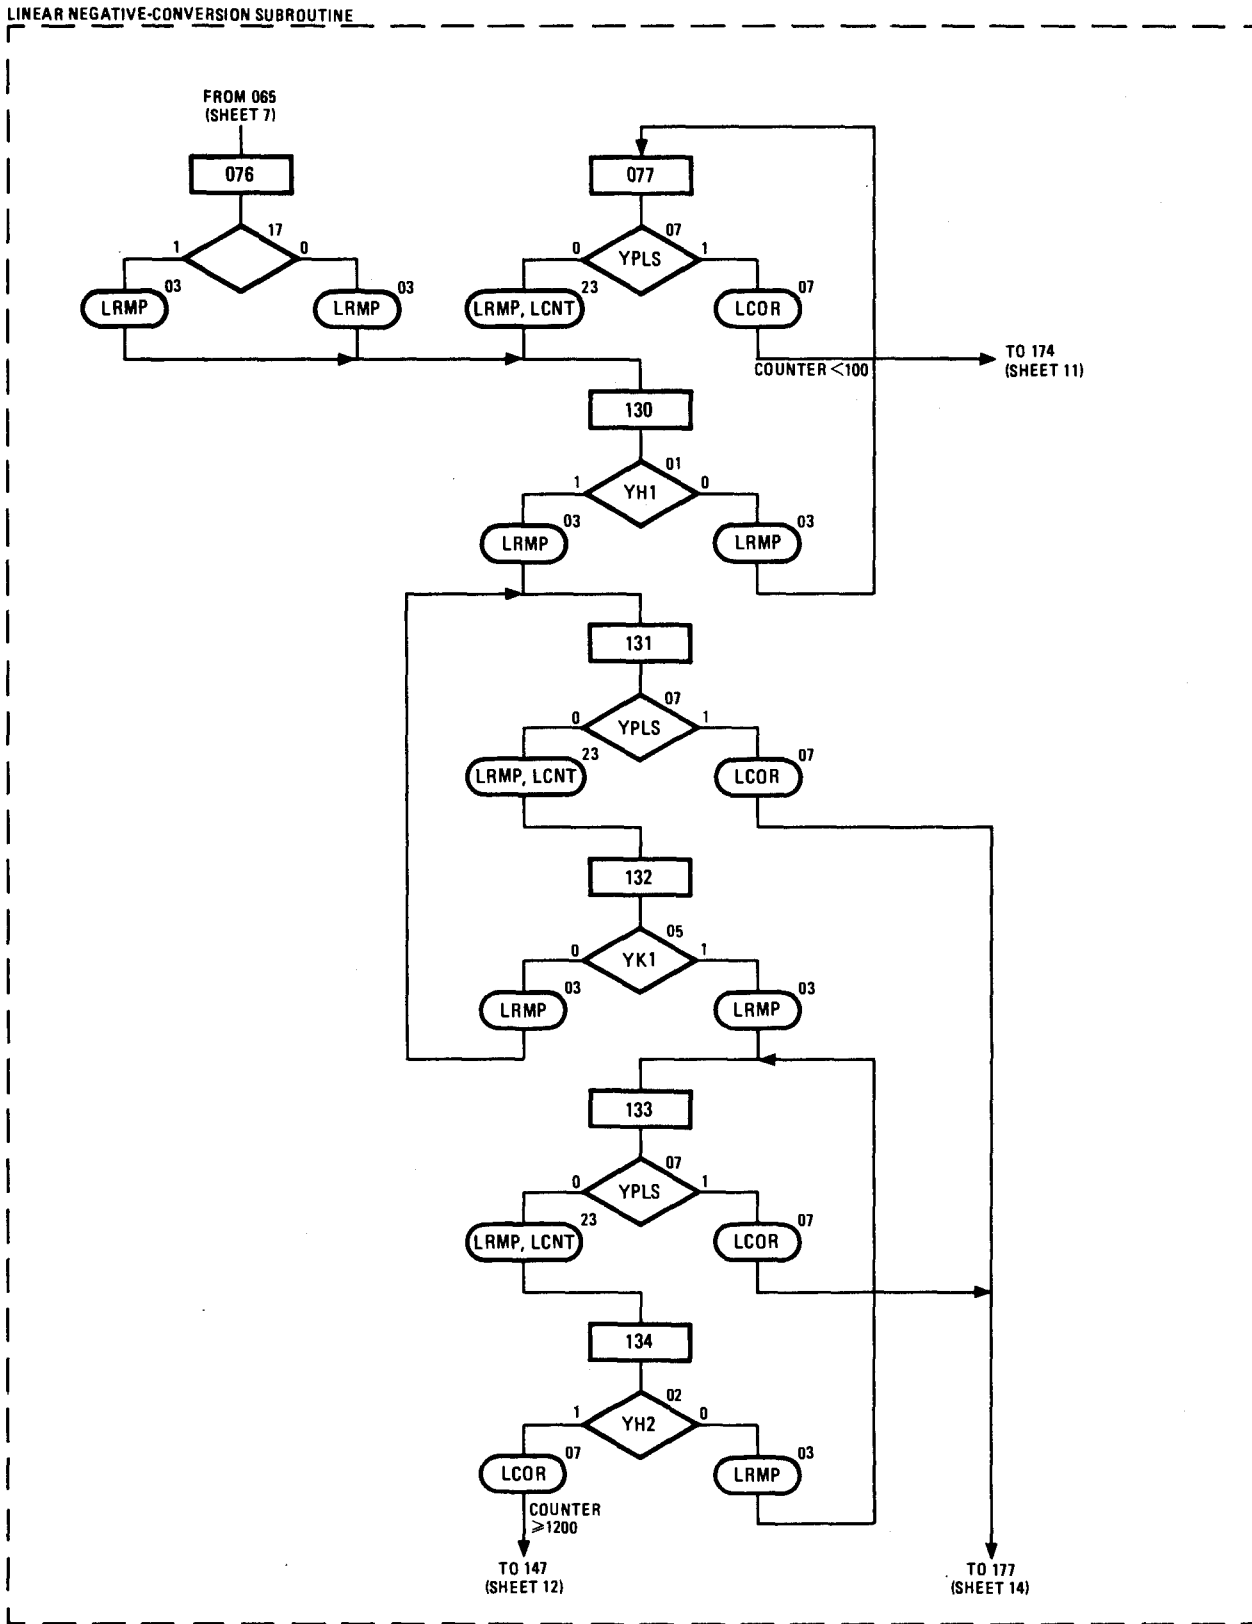 LINEAR NEGATIVE-CONVERSION SUBROUTINE
FROM 065
(SHEET 7)
076
077
17
1
0
07
YPLS
0
1
03
LRMP
03
LRMP
23
LRMP, LCNT
07
LCOR
COUNTER <100
TO 174
(SHEET 11)
130
01
YH1
1
0
03
LRMP
03
LRMP
131
07
YPLS
0
1
23
LRMP, LCNT
07
LCOR
132
05
YK1
0
1
03
LRMP
03
LRMP
133
07
YPLS
0
1
23
LRMP, LCNT
07
LCOR
134
02
YH2
1
0
07
LCOR
03
LRMP
COUNTER
⩾1200
TO 147
(SHEET 12)
TO 177
(SHEET 14)